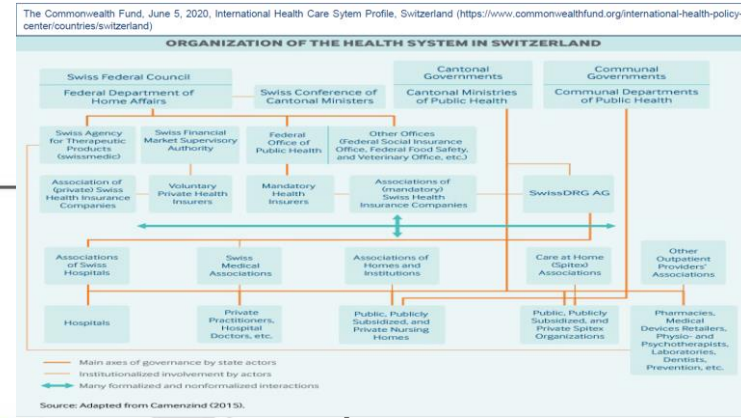 The Commonwealth Fund, June 5, 2020, International Health Care Sytem Profile, Switzerland (https://www.commonwealthfund.org/international-health-policy-
center/countries/switzerland)
ORGANIZATION OF THE HEALTH SYSTEM IN SWITZERLAND
Swiss Federal Council
Federal Department of
Home Affairs
Swiss Conference of
Cantonal Ministers
Cantonal
Governments
Cantonal Ministries
of Public Health
Communal
Governments
Communal Departments
of Public Health
Swiss Agency
for Therapeutic
Products
(swissmedic)
Swiss Financial
Market Supervisory
Authority
Federal
Office of
Public Health
Other Offices
(Federal Social Insurance
Office, Federal Food Safety,
and Veterinary Office, etc.)
Association of
(private) Swiss
Health Insurance
Companies
Voluntary
Private Health
Insurers
Mandatory
Health
Insurers
Associations of
(mandatory)
Swiss Health
Insurance Companies
SwissDRG AG
Associations
of Swiss
Hospitals
Swiss
Medical
Associations
Associations of
Homes and
Institutions
Care at Home
(Spitex)
Associations
Other
Outpatient
Providers'
Associations
Hospitals
Private
Practitioners,
Hospital
Doctors, etc.
Public, Publicly
Subsidized, and
Private Nursing
Homes
Public, Publicly
Subsidized, and
Private Spitex
Organizations
Pharmacies,
Medical
Devices Retailers,
Physio- and
Psychotherapists,
Laboratories,
Dentists,
Prevention, etc.
Main axes of governance by state actors
Institutionalized involvement by actors
Many formalized and nonformalized interactions
Source: Adapted from Camenzind (2015).